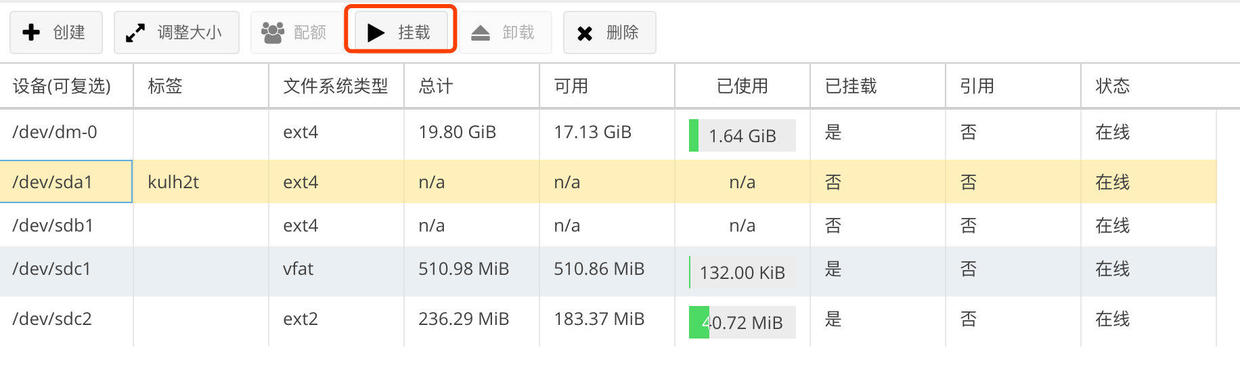 创建 调整大小 配额 挂载 卸载 删除
设备(可复选) 标签 文件系统类型 总计 可用 已使用 已挂载 引用 状态
/dev/dm-0 ext4 19.80 GiB 17.13 GiB 1.64 GiB 是 否 在线
/dev/sda1 kulh2t ext4 n/a n/a n/a 否 否 在线
/dev/sdb1 ext4 n/a n/a n/a 否 否 在线
/dev/sdc1 vfat 510.98 MiB 510.86 MiB 132.00 KiB 是 否 在线
/dev/sdc2 ext2 236.29 MiB 183.37 MiB 40.72 MiB 是 否 在线